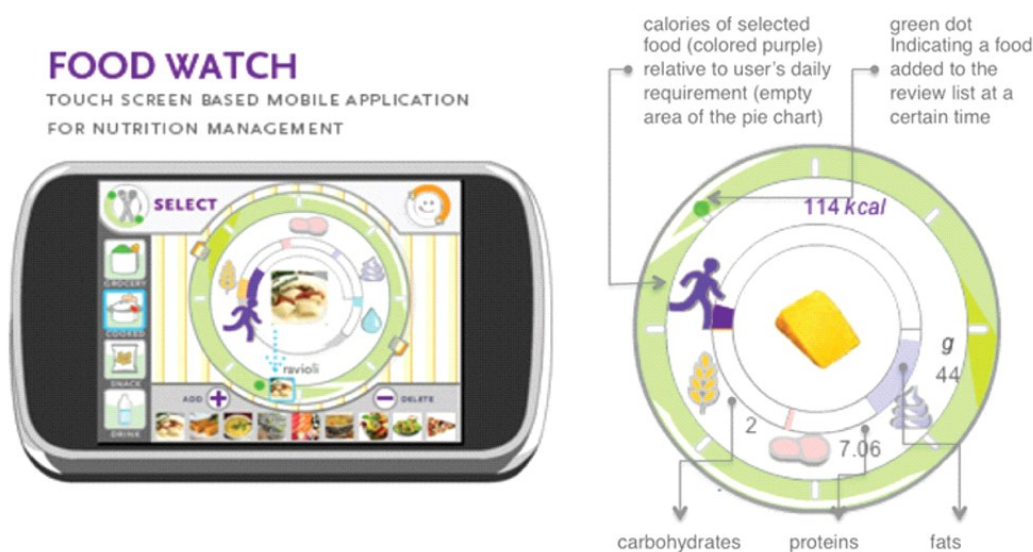 FOOD WATCH
TOUCH SCREEN BASED MOBILE APPLICATION
FOR NUTRITION MANAGEMENT
SELECT
GROCERY
COOKED
SNACK
DRINK
ravioli
ADD
DELETE
calories of selected
food (colored purple)
relative to user's daily
requirement (empty
area of the pie chart)
green dot
Indicating a food
added to the
review list at a
certain time
114 kcal
g
44
2
7.06
carbohydrates
proteins
fats